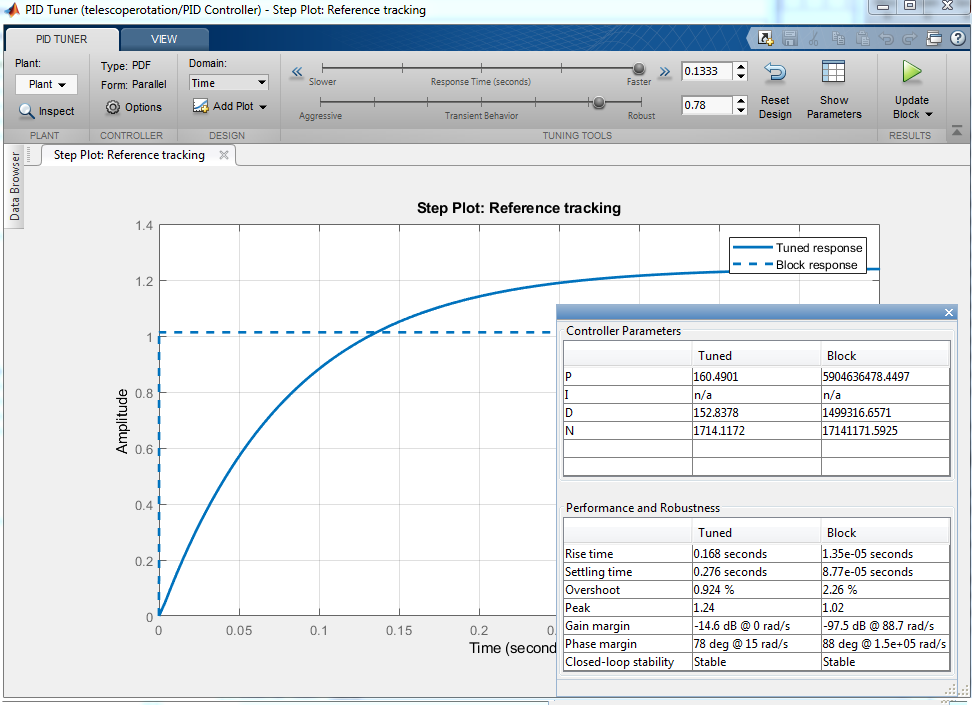 PID Tuner (telescoperotation/PID Controller) - Step Plot: Reference tracking
PID TUNER VIEW
Plant: Type: PDF Domain:
Plant Form: Parallel Time
Inspect Options Add Plot
Slower Response Time (seconds) Faster 0.1333
Aggressive Transient Behavior Robust 0.78
Reset Design
Show Parameters
Update Block
PLANT CONTROLLER DESIGN TUNING TOOLS RESULTS
Data Browser
Step Plot: Reference tracking
Step Plot: Reference tracking
Tuned response
Block response
1.4
1.2
1
0.8
0.6
0.4
0.2
0
Amplitude
0 0.05 0.1 0.15 0.2 0.
Time (secon
Controller Parameters
Tuned Block
P 160.4901 5904636478.4497
I n/a n/a
D 152.8378 1499316.6571
N 1714.1172 17141171.5925
Performance and Robustness
Tuned Block
Rise time 0.168 seconds 1.35e-05 seconds
Settling time 0.276 seconds 8.77e-05 seconds
Overshoot 0.924 % 2.26 %
Peak 1.24 1.02
Gain margin -14.6 dB @ 0 rad/s -97.5 dB @ 88.7 rad/s
Phase margin 78 deg @ 15 rad/s 88 deg @ 1.5e+05 rad/s
Closed-loop stability Stable Stable